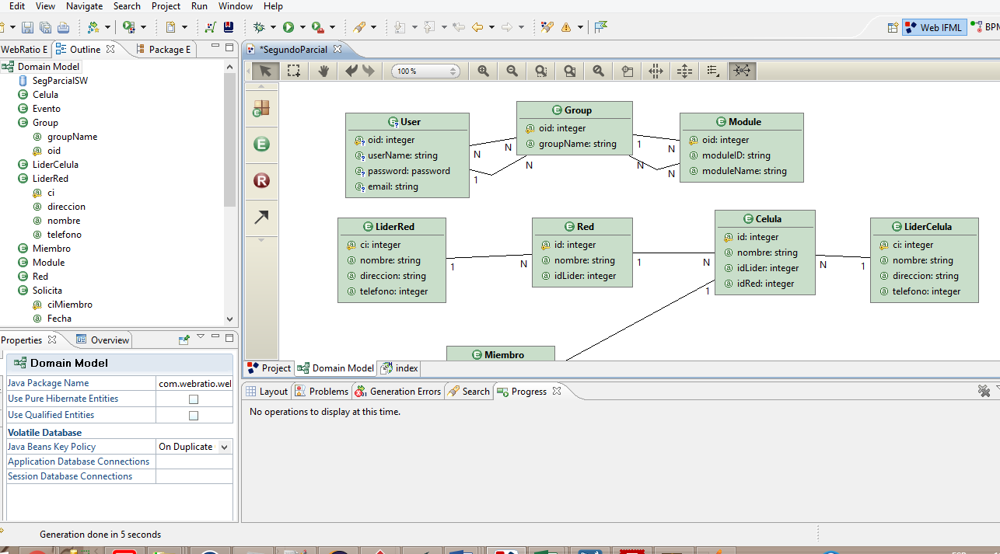 Edit View Navigate Search Project Run Window Help
Web IFML BPM
WebRatio E Outline Package E
Domain Model
SegParcialSW
Celula
Evento
Group
groupName
oid
LiderCelula
LiderRed
ci
direccion
nombre
telefono
Miembro
Module
Red
Solicita
ciMiembro
Fecha
Properties Overview
Domain Model
Java Package Name com.webratio.wel
Use Pure Hibernate Entities
Use Qualified Entities
Volatile Database
Java Beans Key Policy On Duplicate
Application Database Connections
Session Database Connections
*SegundoParcial
100 %
User
oid: integer
userName: string
password: password
email: string
N
N
1
N
Group
oid: integer
groupName: string
1
N
N
N
Module
oid: integer
moduleID: string
moduleName: string
LiderRed
ci: integer
nombre: string
direccion: string
telefono: integer
1
N
Red
id: integer
nombre: string
idLider: integer
1
N
Celula
id: integer
nombre: string
idLider: integer
idRed: integer
1
N
1
LiderCelula
ci: integer
nombre: string
direccion: string
telefono: integer
Miembro
Project Domain Model index
Layout Problems Generation Errors Search Progress
No operations to display at this time.
Generation done in 5 seconds